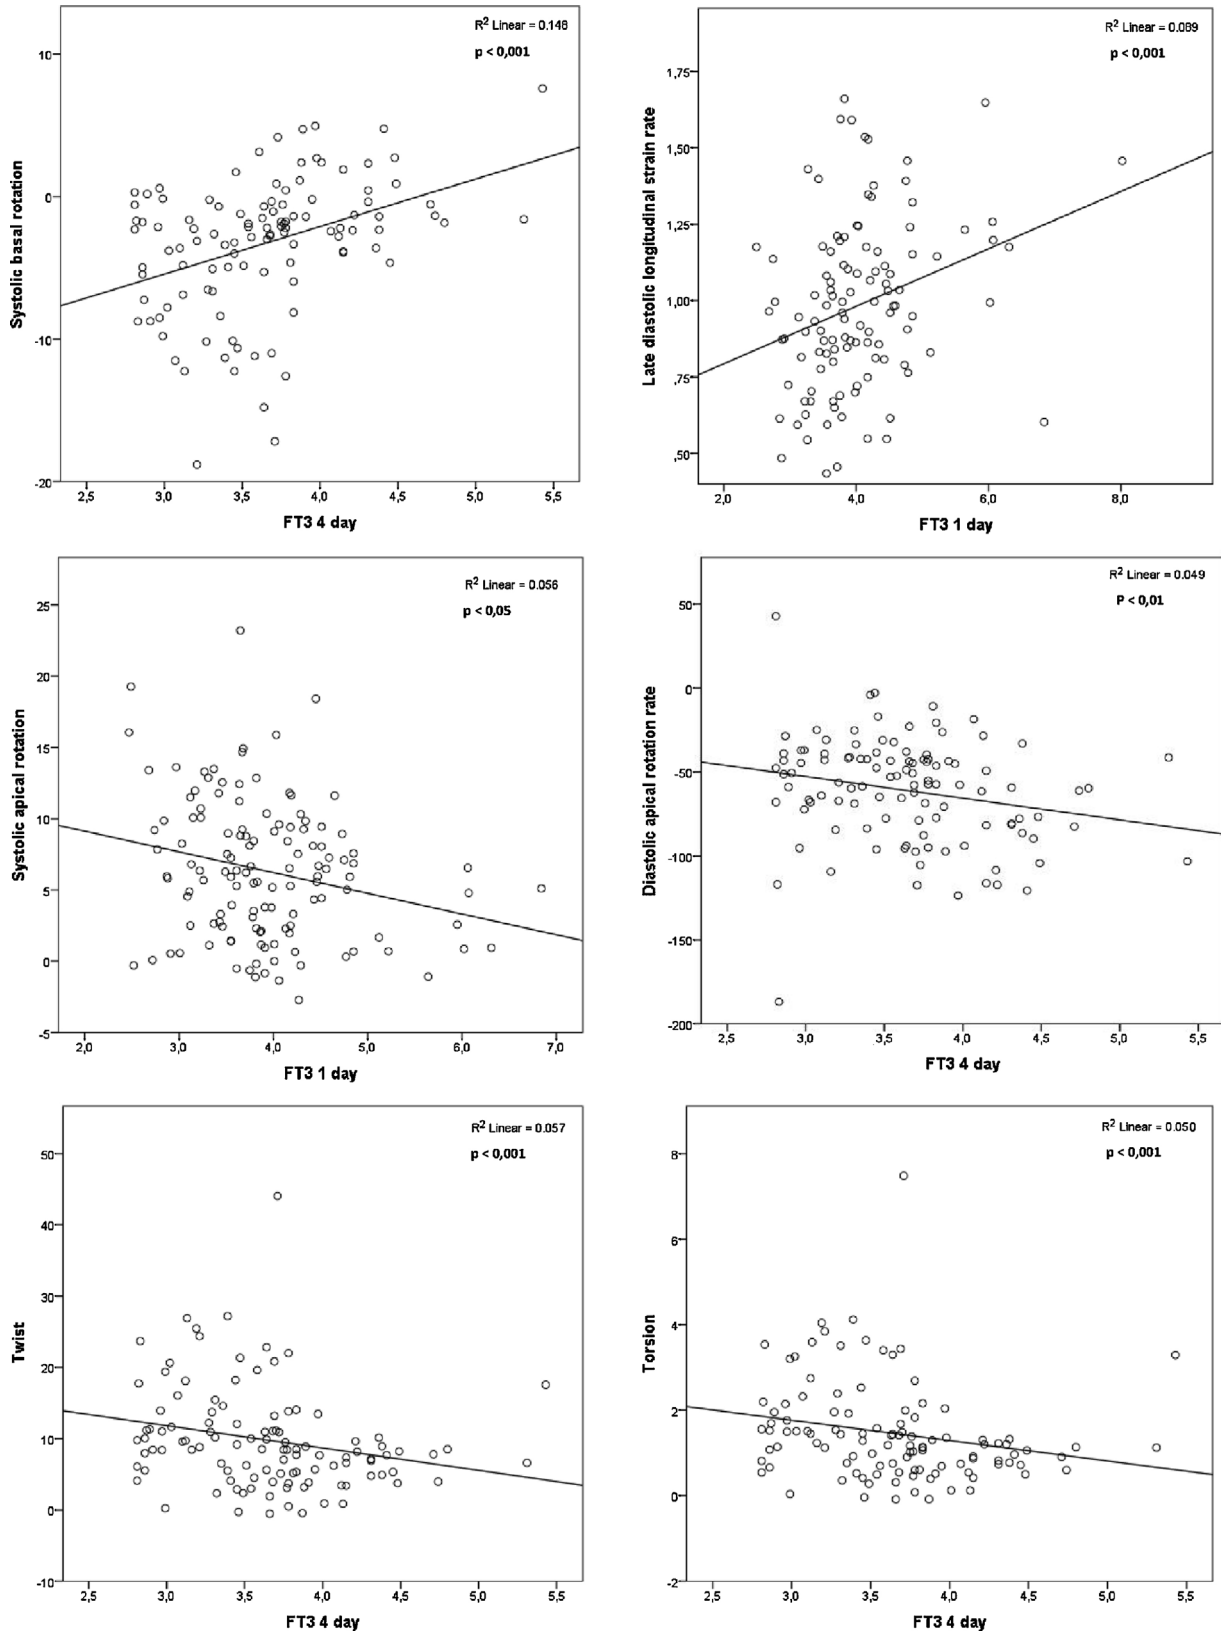 R² Linear = 0.146
p < 0,001
10
0
-10
-20
Systolic basal rotation
2,5 3,0 3,5 4,0 4,5 5,0 5,5
FT3 4 day
R² Linear = 0.089
p < 0,001
1,75
1,50
1,25
1,00
,75
,50
Late diastolic longitudinal strain rate
2,0 4,0 6,0 8,0
FT3 1 day
R² Linear = 0.056
p < 0,05
25
20
15
10
5
0
-5
Systolic apical rotation
2,0 3,0 4,0 5,0 6,0 7,0
FT3 1 day
R² Linear = 0.049
P < 0,01
50
0
-50
-100
-150
-200
Diastolic apical rotation rate
2,5 3,0 3,5 4,0 4,5 5,0 5,5
FT3 4 day
R² Linear = 0.057
p < 0,001
50
40
30
20
10
0
-10
Twist
2,5 3,0 3,5 4,0 4,5 5,0 5,5
FT3 4 day
R² Linear = 0.050
p < 0,001
8
6
4
2
0
-2
Torsion
2,5 3,0 3,5 4,0 4,5 5,0 5,5
FT3 4 day